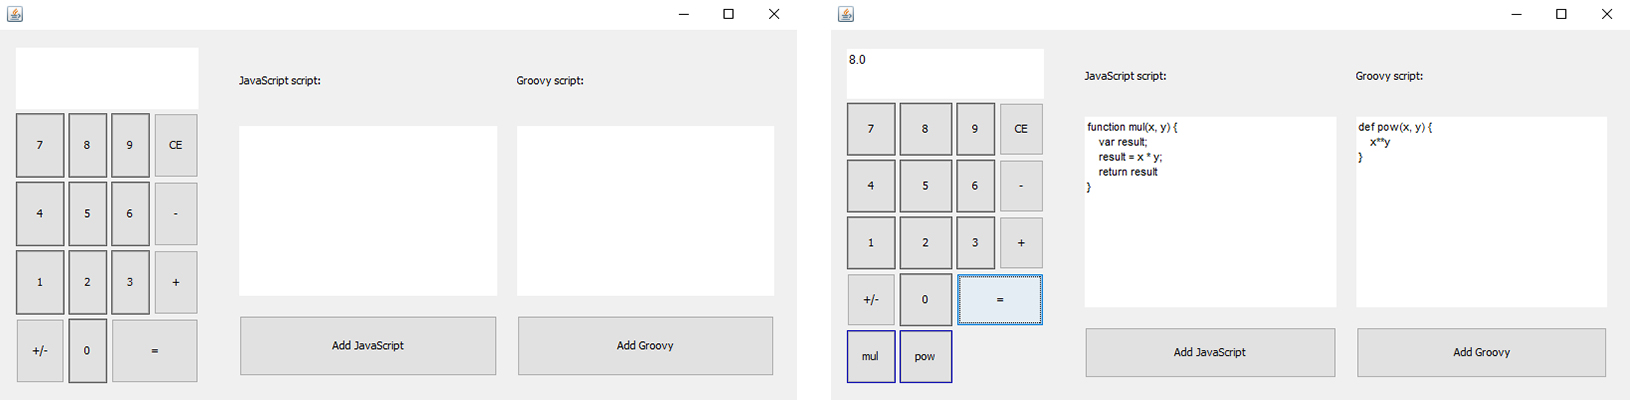 JavaScript script:
Groovy script:
7 8 9 CE
4 5 6 -
1 2 3 +
+/- 0 =
Add JavaScript
Add Groovy
8.0
JavaScript script:
Groovy script:
7 8 9 CE
4 5 6 -
1 2 3 +
+/- 0 =
mul pow
function mul(x, y) {
    var result;
    result = x * y;
    return result
}
def pow(x, y) {
    x**y
}
Add JavaScript
Add Groovy